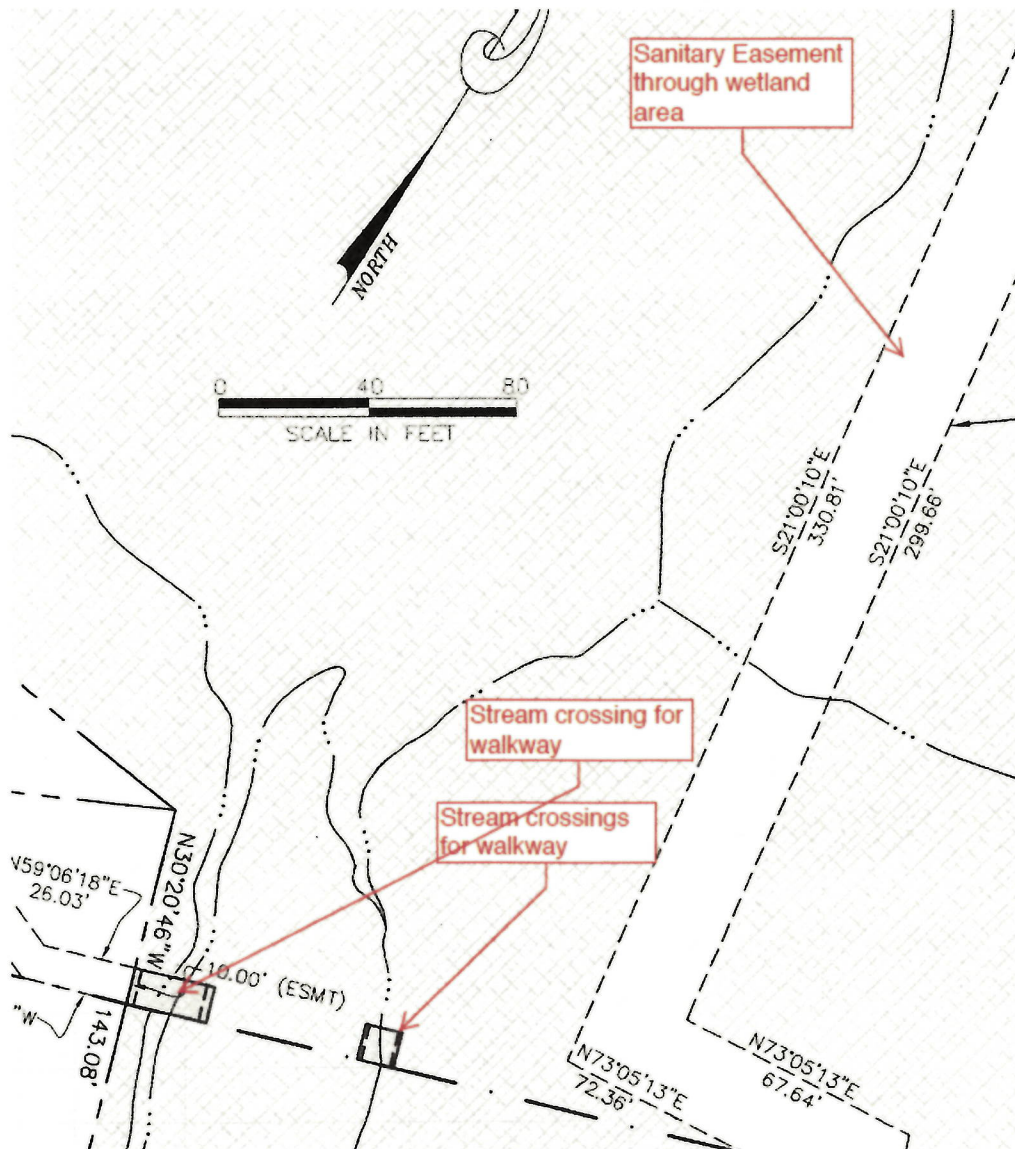 Sanitary Easement
through wetland
area
NORTH
0 40 80
SCALE IN FEET
S21°00'10"E
330.81'
S21°00'10"E
299.66'
Stream crossing for
walkway
Stream crossings
for walkway
N59°06'18"E
26.03'
N30°20'46"W
143.08'
10.00' (ESMT)
"W
N73°05'13"E
72.36'
N73°05'13"E
67.64'